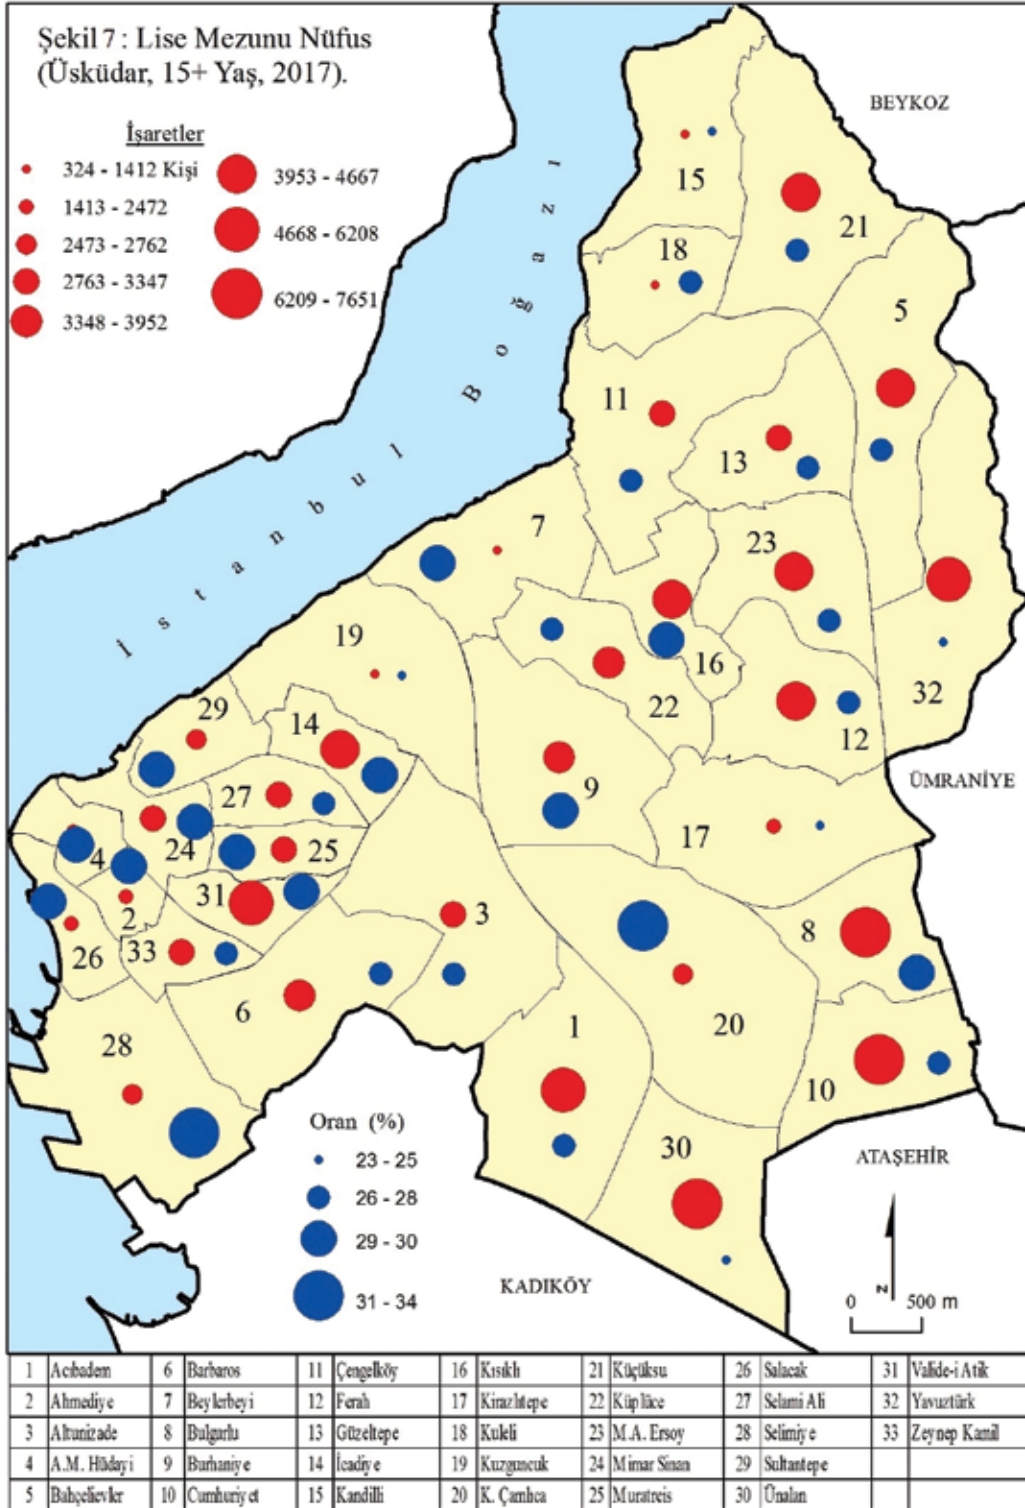 Şekil 7 : Lise Mezunu Nüfus
(Üsküdar, 15+ Yaş, 2017).
İşaretler
324 - 1412 Kişi
1413 - 2472
2473 - 2762
2763 - 3347
3348 - 3952
3953 - 4667
4668 - 6208
6209 - 7651
İstanbul Boğazı
BEYKOZ
15
21
18
5
11
13
7
23
19
16
22
32
12
29
14
ÜMRANİYE
27
9
17
4
24
25
31
2
3
8
26
33
6
20
1
28
10
30
Oran (%)
23 - 25
26 - 28
29 - 30
31 - 34
ATAŞEHİR
KADIKÖY
N
0 500 m
1 Acıbadem 6 Barbaros 11 Çengelköy 16 Kısıklı 21 Küçüksu 26 Salacak 31 Valide-i Atik
2 Ahmediye 7 Beylerbeyi 12 Ferah 17 Kirazlıtepe 22 Küplüce 27 Selami Ali 32 Yavuztürk
3 Altunizade 8 Bulgurlu 13 Güzeltepe 18 Kuleli 23 M.A. Ersoy 28 Selimiye 33 Zeynep Kamil
4 A.M. Hüdayi 9 Burhaniye 14 İcadiye 19 Kuzguncuk 24 Mimar Sinan 29 Sultantepe
5 Bahçelievler 10 Cumhuriyet 15 Kandilli 20 K. Çamlıca 25 Muratreis 30 Ünalan